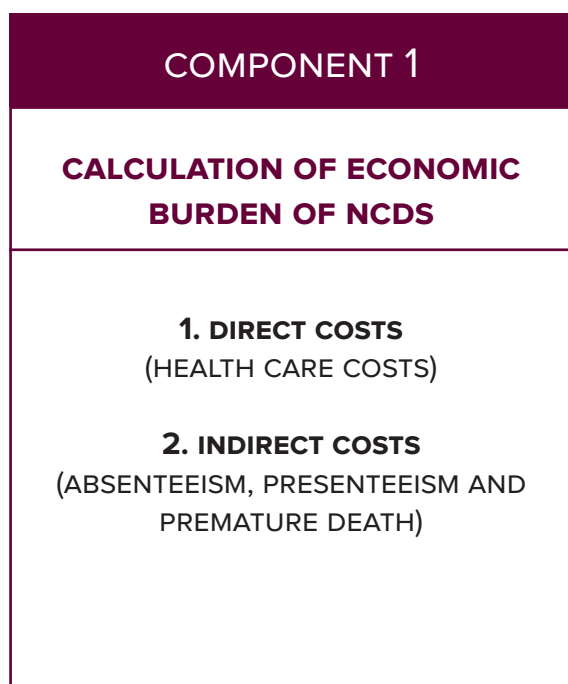 COMPONENT 1
CALCULATION OF ECONOMIC
BURDEN OF NCDS
1. DIRECT COSTS
(HEALTH CARE COSTS)
2. INDIRECT COSTS
(ABSENTEEISM, PRESENTEEISM AND
PREMATURE DEATH)